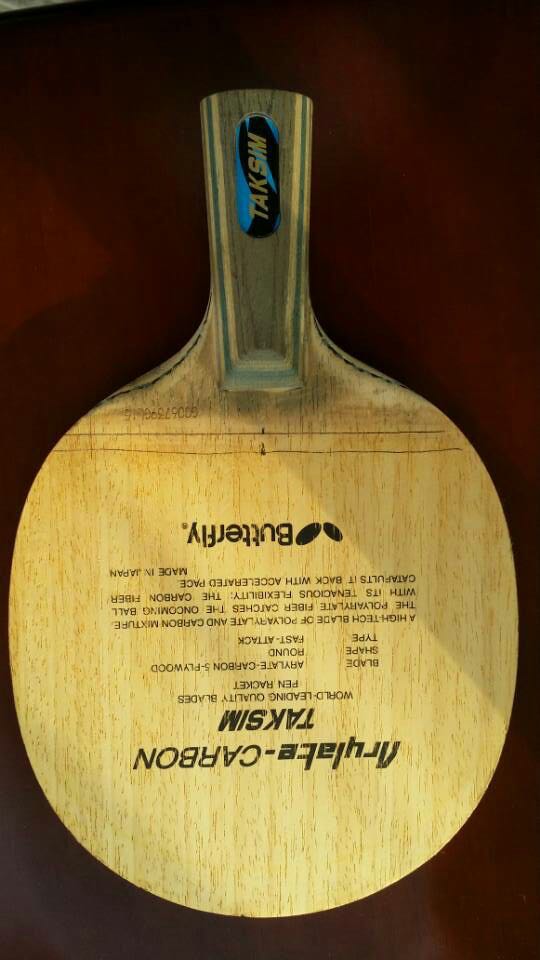 TAKSIM
Arylate-CARBON
TAKSIM
WORLD-LEADING QUALITY BLADES
PEN RACKET
BLADE ARYLATE-CARBON 5-PLYWOOD
SHAPE ROUND
TYPE FAST-ATTACK
A HIGH-TECH BLADE OF POLYARYLATE AND CARBON MIXTURE.
THE POLYARYLATE FIBER CATCHES THE ONCOMING BALL
WITH ITS TENACIOUS FLEXIBILITY; THE CARBON FIBER
CATAPULTS IT BACK WITH ACCELERATED PACE.
MADE IN JAPAN
Butterfly®